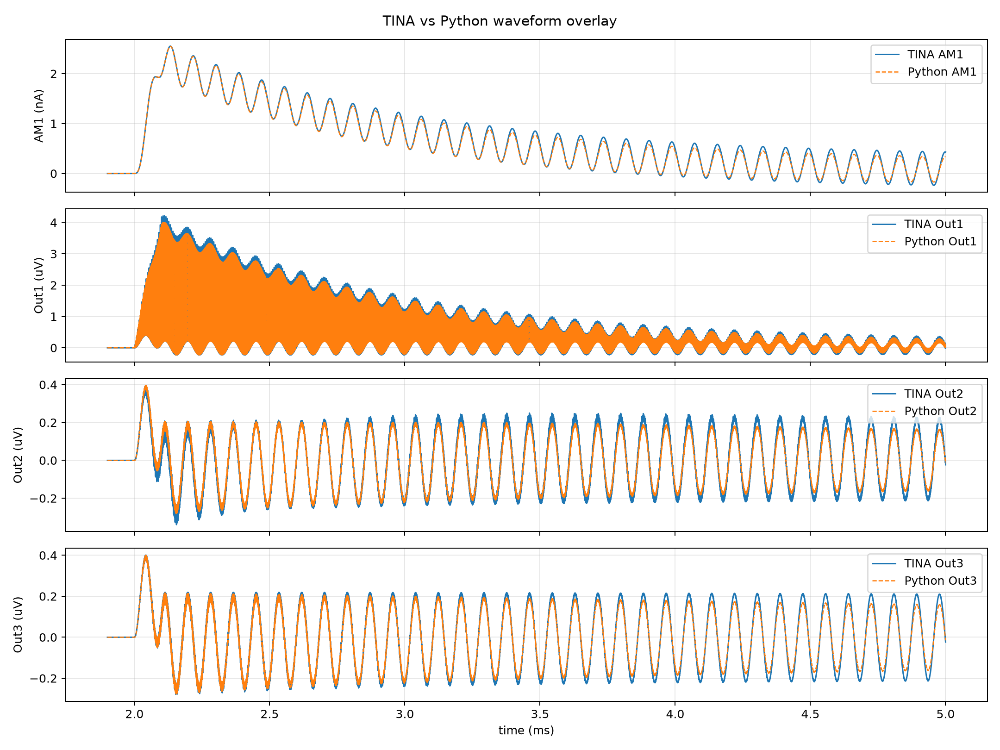 TINA vs Python waveform overlay
AM1 (nA)
2
1
0
TINA AM1
Python AM1
Out1 (uV)
4
3
2
1
0
TINA Out1
Python Out1
Out2 (uV)
0.4
0.2
0.0
−0.2
TINA Out2
Python Out2
Out3 (uV)
0.4
0.2
0.0
−0.2
TINA Out3
Python Out3
2.0 2.5 3.0 3.5 4.0 4.5 5.0
time (ms)